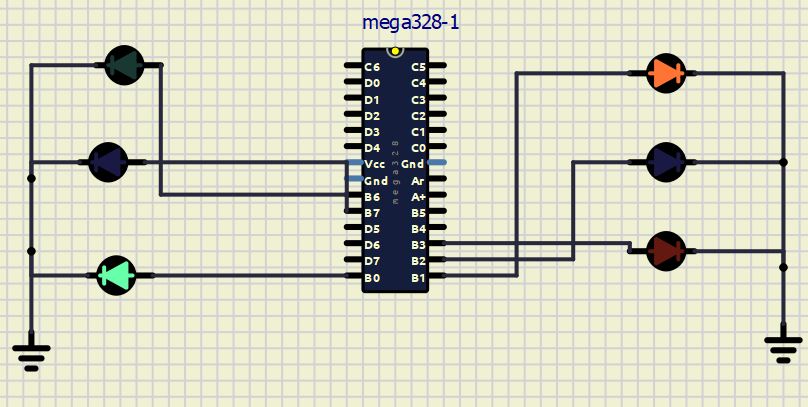 mega328-1
C6 C5
D0 C4
D1 C3
D2 C2
D3 C1
D4 C0
Vcc Gnd
Gnd Ar
B6 A+
B7 B5
D5 B4
D6 B3
D7 B2
B0 B1
mega328